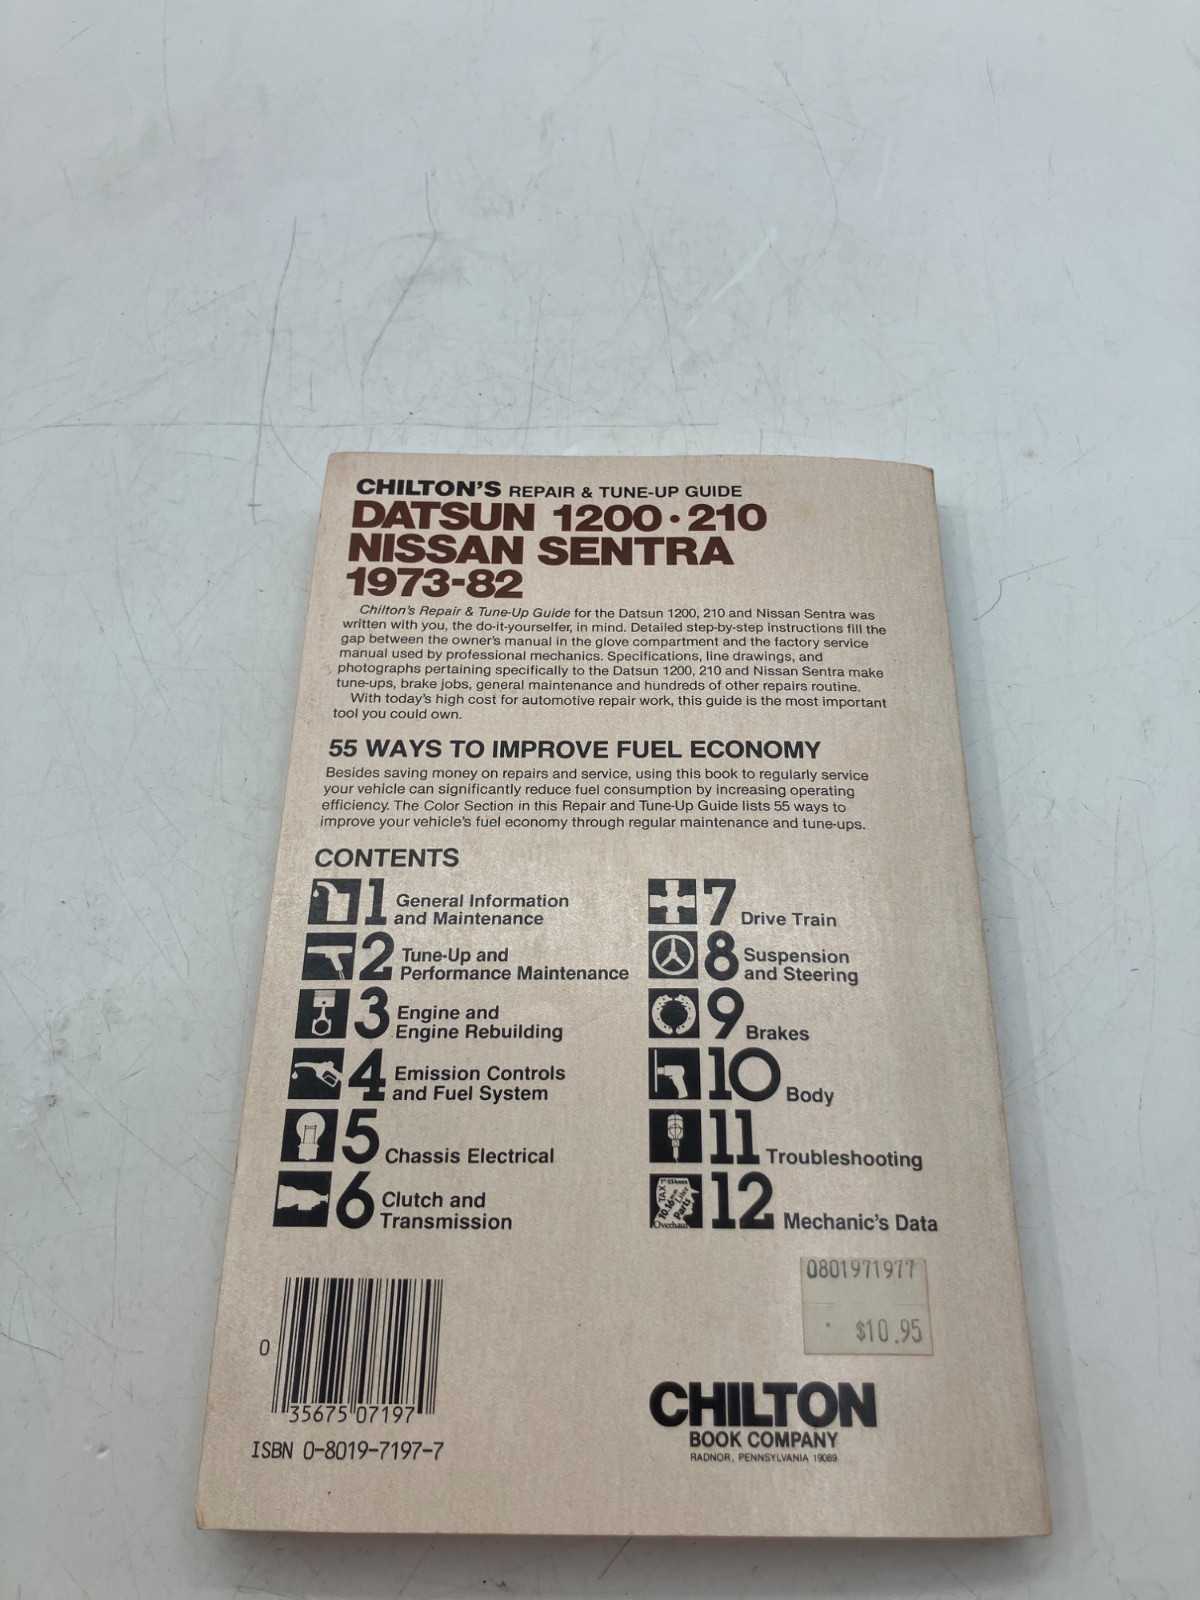 CHILTON'S REPAIR & TUNE-UP GUIDE
DATSUN 1200 • 210
NISSAN SENTRA
1973-82
Chilton's Repair & Tune-Up Guide for the Datsun 1200, 210 and Nissan Sentra was
written with you, the do-it-yourselfer, in mind. Detailed step-by-step instructions fill the
gap between the owner's manual in the glove compartment and the factory service
manual used by professional mechanics. Specifications, line drawings, and
photographs pertaining specifically to the Datsun 1200, 210 and Nissan Sentra make
tune-ups, brake jobs, general maintenance and hundreds of other repairs routine.
With today's high cost for automotive repair work, this guide is the most important
tool you could own.
55 WAYS TO IMPROVE FUEL ECONOMY
Besides saving money on repairs and service, using this book to regularly service
your vehicle can significantly reduce fuel consumption by increasing operating
efficiency. The Color Section in this Repair and Tune-Up Guide lists 55 ways to
improve your vehicle's fuel economy through regular maintenance and tune-ups.
CONTENTS
1 General Information
and Maintenance
2 Tune-Up and
Performance Maintenance
3 Engine and
Engine Rebuilding
4 Emission Controls
and Fuel System
5 Chassis Electrical
6 Clutch and
Transmission
7 Drive Train
8 Suspension
and Steering
9 Brakes
10 Body
11 Troubleshooting
TAX
10.16
Liter
Parts
Overhaul
12 Mechanic's Data
0801971977
$10.95
0 35675 07197
ISBN 0-8019-7197-7
CHILTON
BOOK COMPANY
RADNOR, PENNSYLVANIA 19089